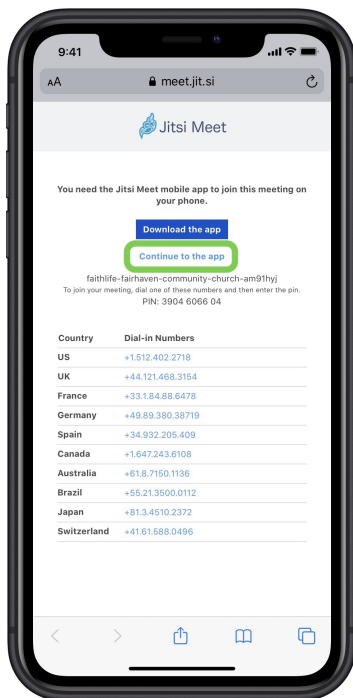 9:41
AA meet.jit.si
Jitsi Meet
You need the Jitsi Meet mobile app to join this meeting on
your phone.
Download the app
Continue to the app
faithlife-fairhaven-community-church-am91hyj
To join your meeting, dial one of these numbers and then enter the pin.
PIN: 3904 6066 04
Country Dial-in Numbers
US +1.512.402.2718
UK +44.121.468.3154
France +33.1.84.88.6478
Germany +49.89.380.38719
Spain +34.932.205.409
Canada +1.647.243.6108
Australia +61.8.7150.1136
Brazil +55.21.3500.0112
Japan +81.3.4510.2372
Switzerland +41.61.588.0496